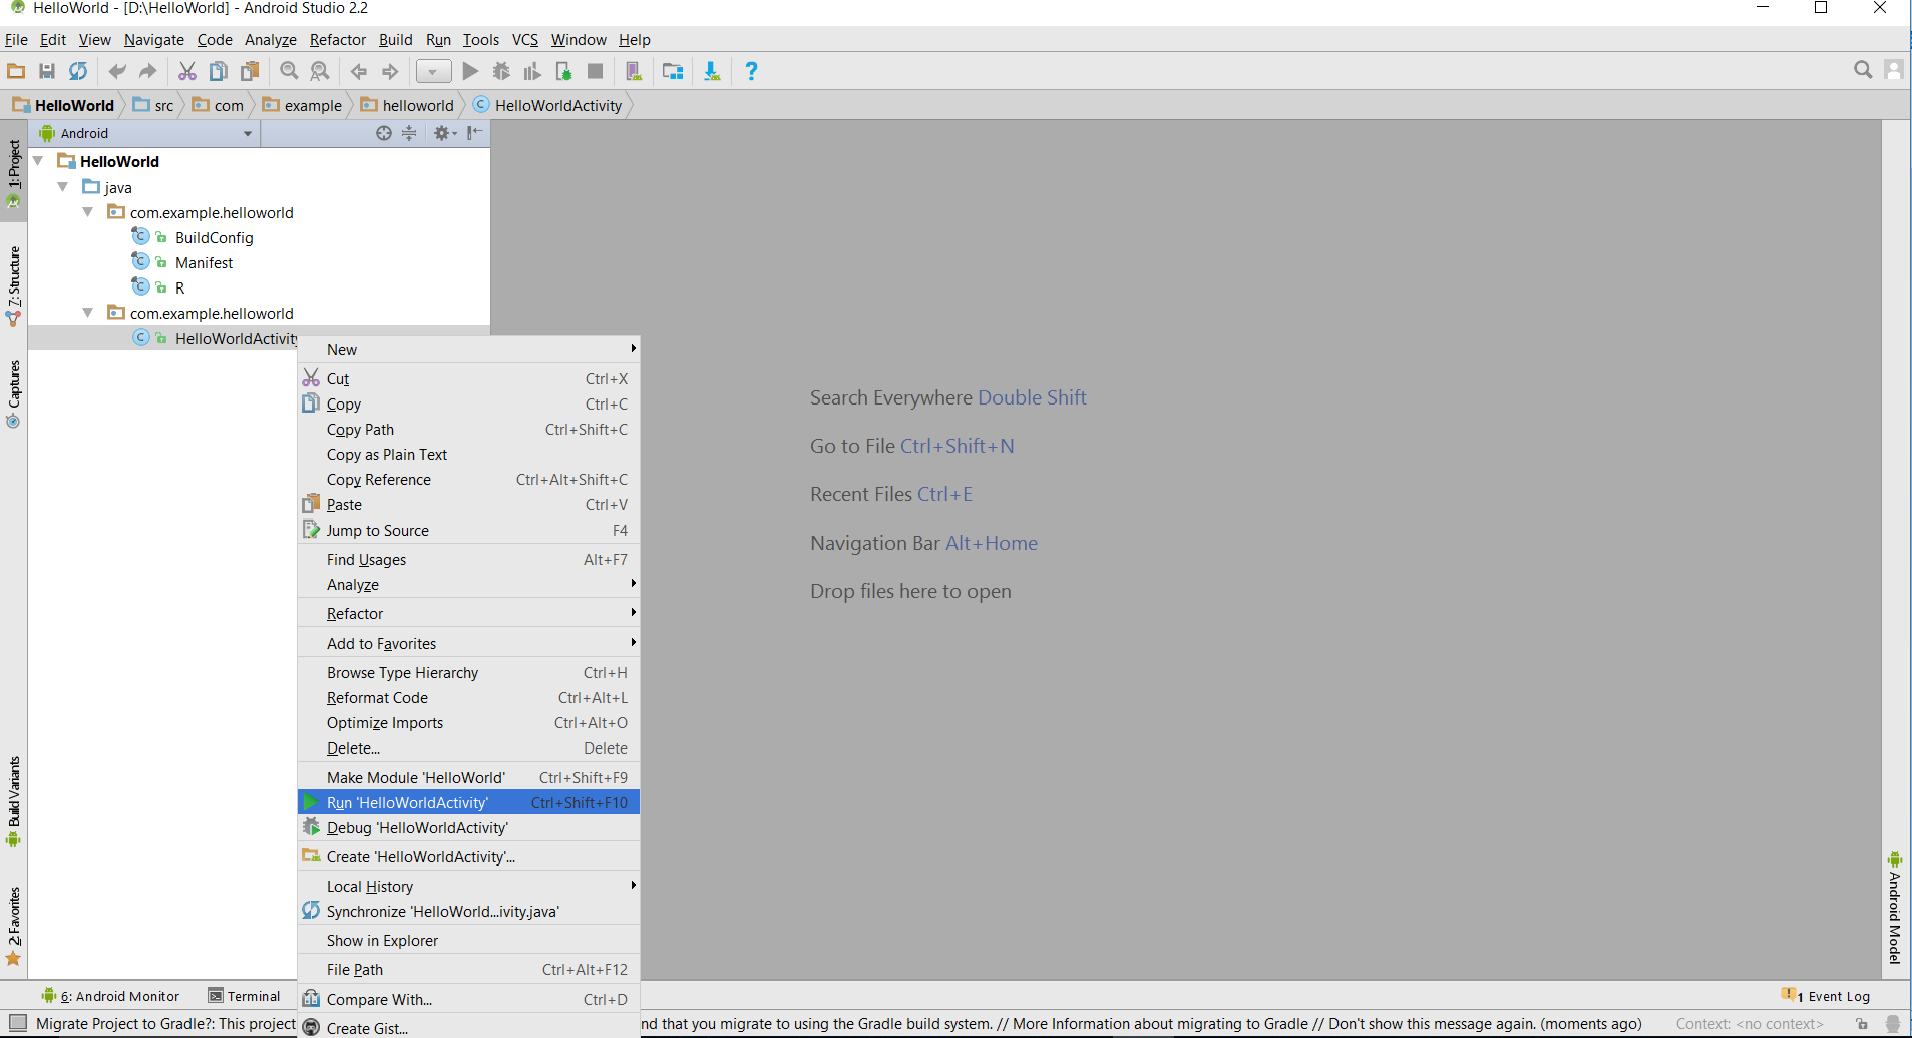 HelloWorld - [D:\HelloWorld] - Android Studio 2.2
File Edit View Navigate Code Analyze Refactor Build Run Tools VCS Window Help
HelloWorld src com example helloworld HelloWorldActivity
Android
1: Project
7: Structure
Captures
Build Variants
2: Favorites
HelloWorld
java
com.example.helloworld
BuildConfig
Manifest
R
com.example.helloworld
HelloWorldActivity
New
Cut Ctrl+X
Copy Ctrl+C
Copy Path Ctrl+Shift+C
Copy as Plain Text
Copy Reference Ctrl+Alt+Shift+C
Paste Ctrl+V
Jump to Source F4
Find Usages Alt+F7
Analyze
Refactor
Add to Favorites
Browse Type Hierarchy Ctrl+H
Reformat Code Ctrl+Alt+L
Optimize Imports Ctrl+Alt+O
Delete... Delete
Make Module 'HelloWorld' Ctrl+Shift+F9
Run 'HelloWorldActivity' Ctrl+Shift+F10
Debug 'HelloWorldActivity'
Create 'HelloWorldActivity'...
Local History
Synchronize 'HelloWorld...ivity.java'
Show in Explorer
File Path Ctrl+Alt+F12
Compare With... Ctrl+D
Create Gist...
Search Everywhere Double Shift
Go to File Ctrl+Shift+N
Recent Files Ctrl+E
Navigation Bar Alt+Home
Drop files here to open
Android Model
6: Android Monitor Terminal 1 Event Log
Migrate Project to Gradle?: This project nd that you migrate to using the Gradle build system. // More Information about migrating to Gradle // Don't show this message again. (moments ago) Context: <no context>